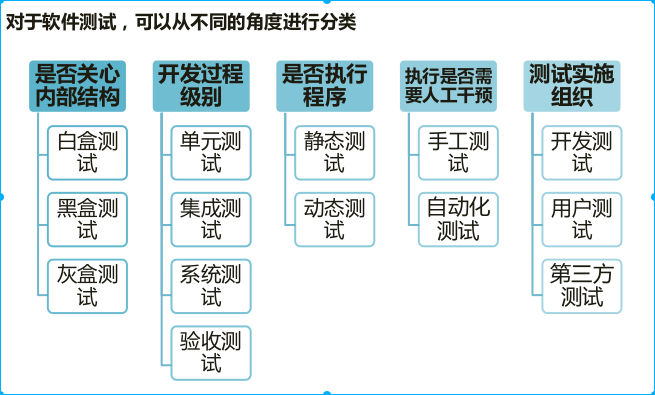 对于软件测试，可以从不同的角度进行分类
是否关心
内部结构
白盒测
试
黑盒测
试
灰盒测
试
开发过程
级别
单元测
试
集成测
试
系统测
试
验收测
试
是否执行
程序
静态测
试
动态测
试
执行是否需
要人工干预
手工测
试
自动化
测试
测试实施
组织
开发测
试
用户测
试
第三方
测试